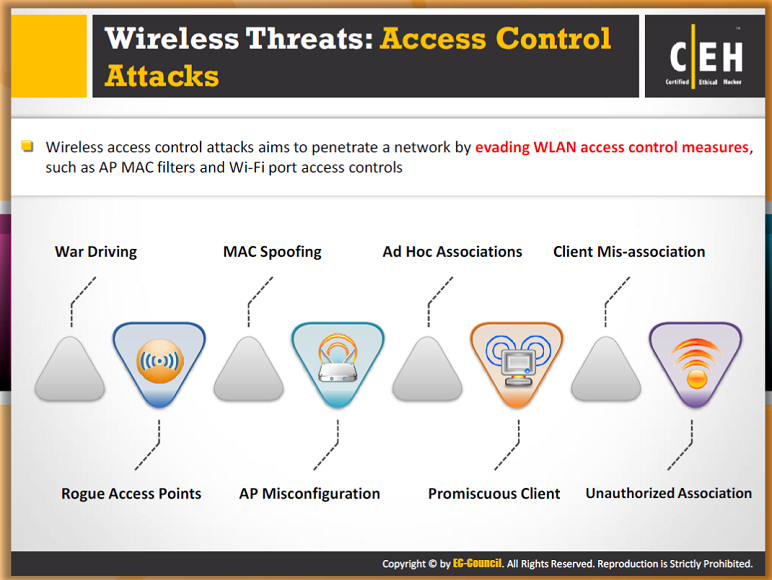 Wireless Threats: Access Control
Attacks
C|EH
Certified Ethical Hacker
Wireless access control attacks aims to penetrate a network by evading WLAN access control measures,
such as AP MAC filters and Wi-Fi port access controls
War Driving
MAC Spoofing
Ad Hoc Associations
Client Mis-association
Rogue Access Points
AP Misconfiguration
Promiscuous Client
Unauthorized Association
Copyright © by EC-Council. All Rights Reserved. Reproduction is Strictly Prohibited.